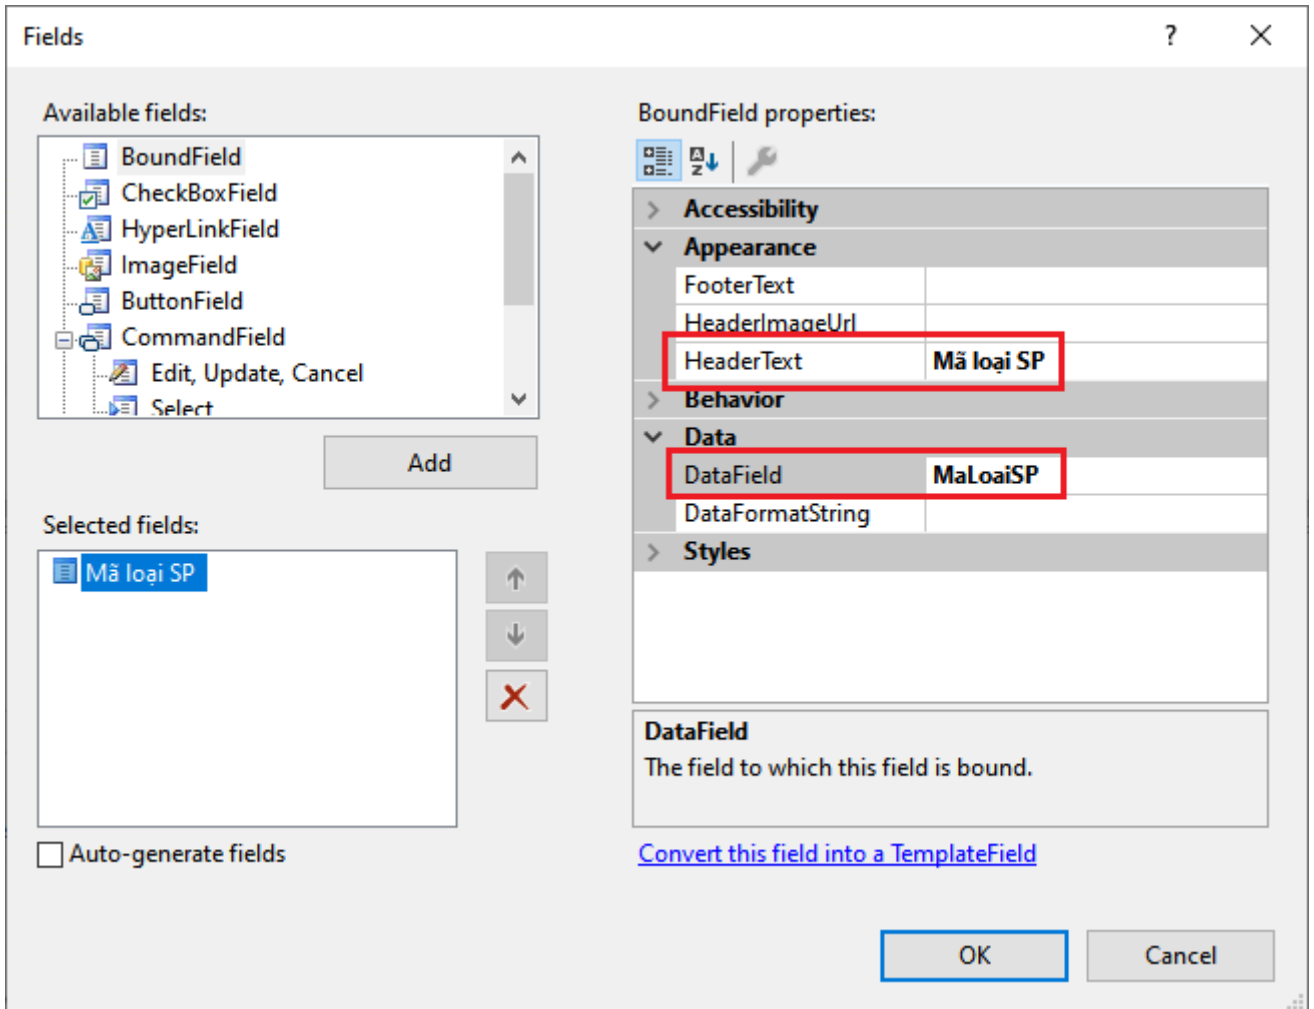 Fields
?
Available fields:
BoundField
CheckBoxField
HyperLinkField
ImageField
ButtonField
CommandField
Edit, Update, Cancel
Select
Add
Selected fields:
Mã loại SP
Auto-generate fields
BoundField properties:
Accessibility
Appearance
FooterText
HeaderImageUrl
HeaderText Mã loại SP
Behavior
Data
DataField MaLoaiSP
DataFormatString
Styles
DataField
The field to which this field is bound.
Convert this field into a TemplateField
OK Cancel